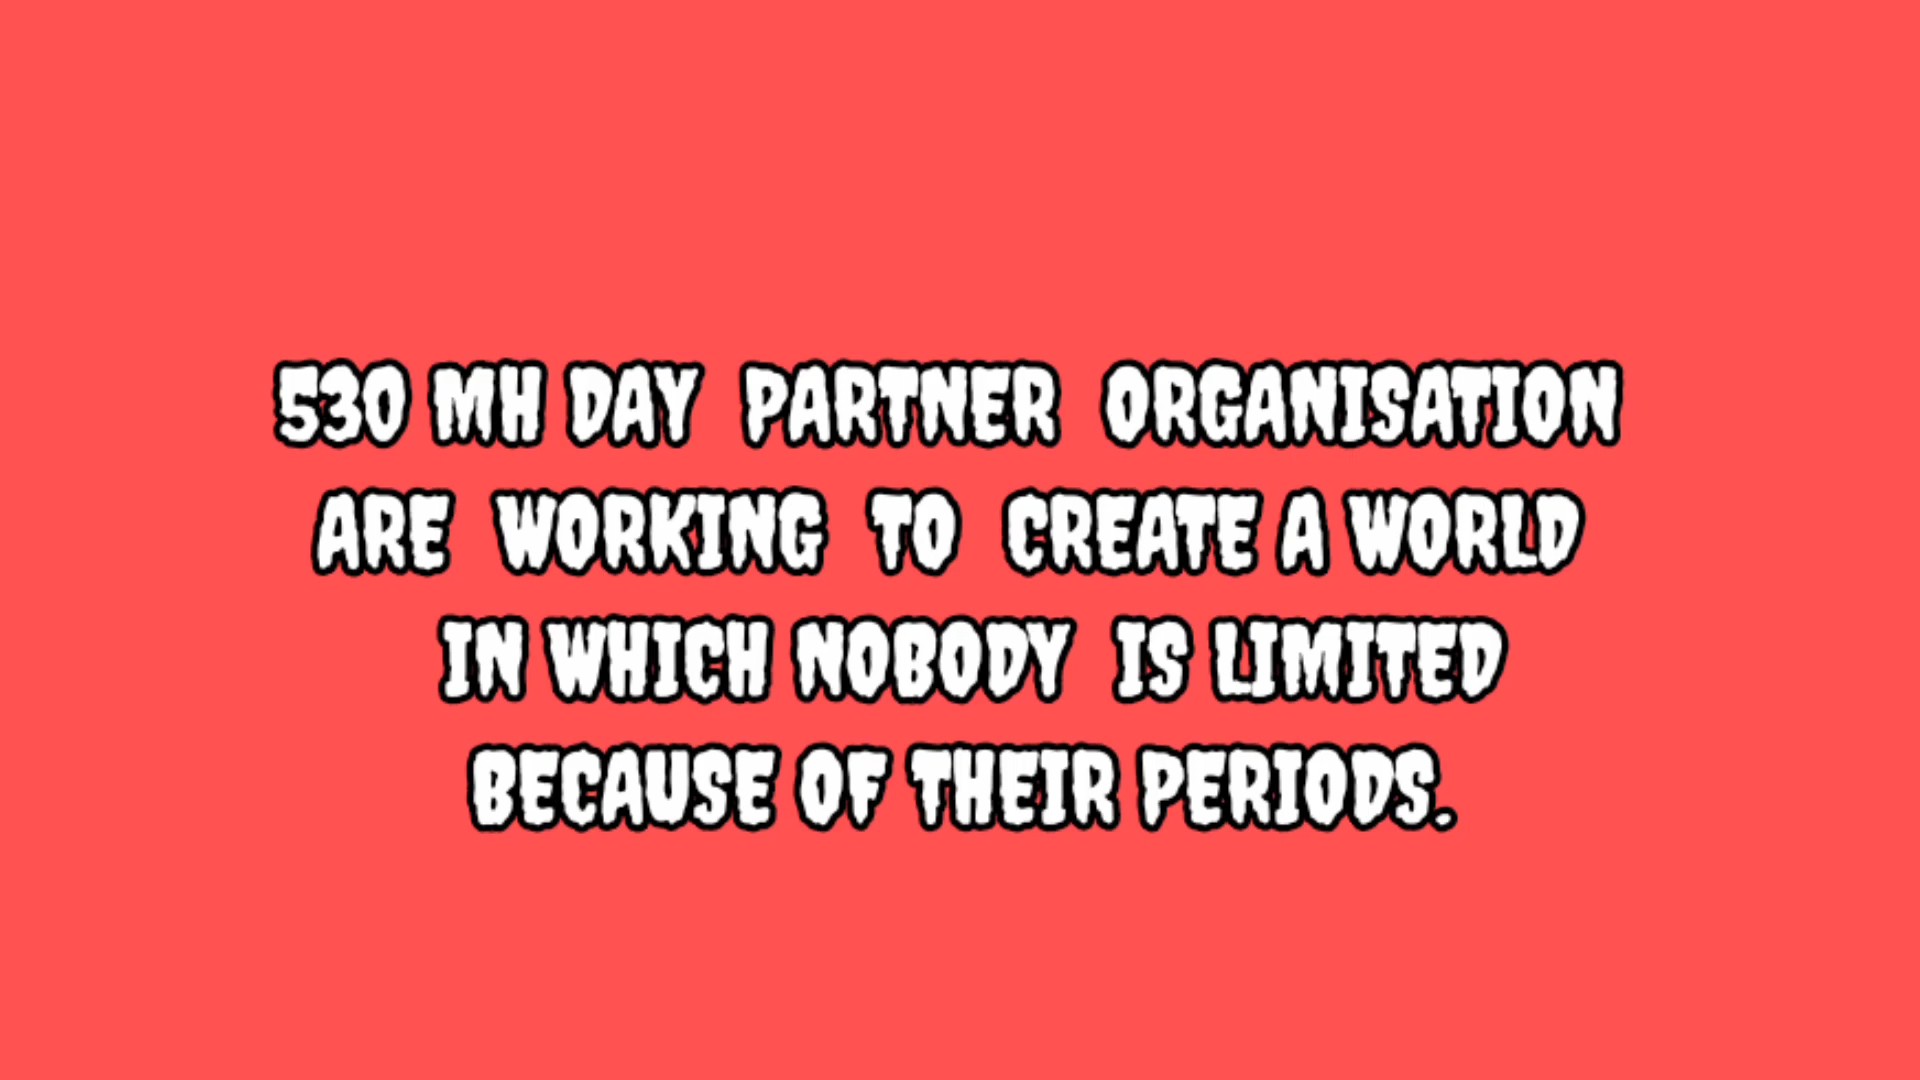 530 MH DAY PARTNER ORGANISATION
ARE WORKING TO CREATE A WORLD
IN WHICH NOBODY IS LIMITED
BECAUSE OF THEIR PERIODS.